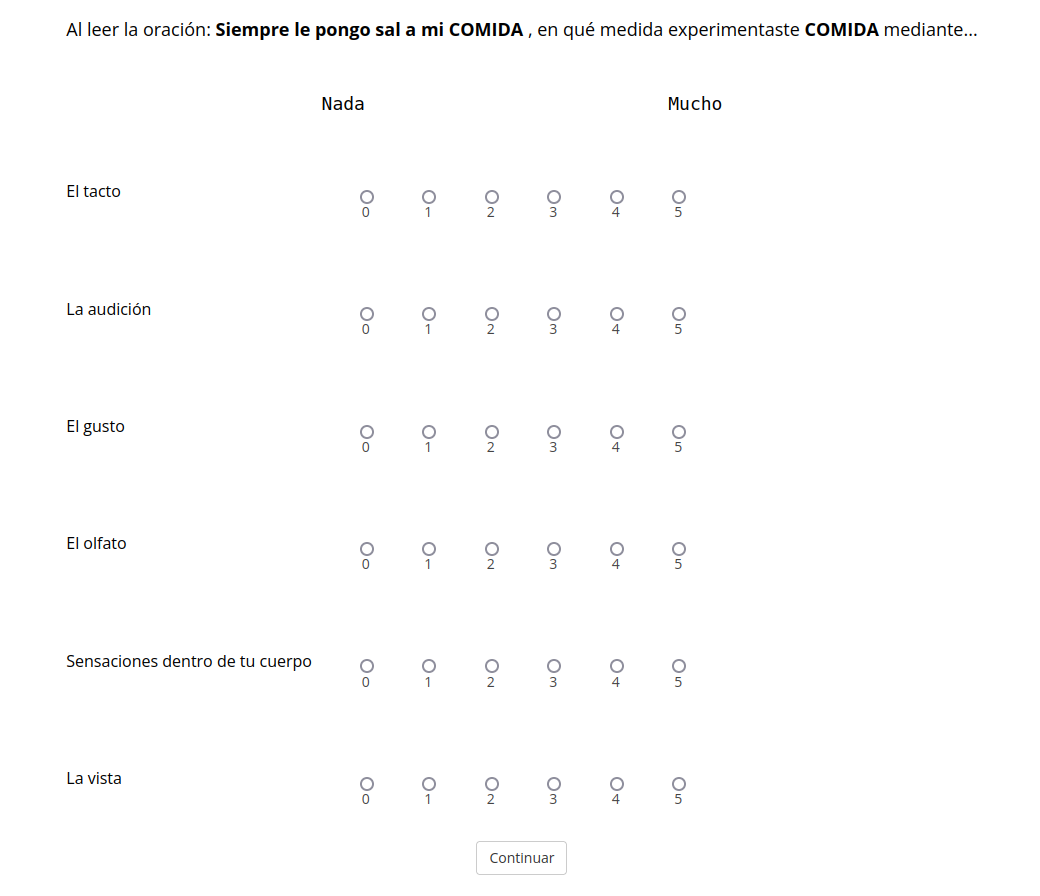 Al leer la oración: Siempre le pongo sal a mi COMIDA , en qué medida experimentaste COMIDA mediante...
Nada Mucho
El tacto
0 1 2 3 4 5
La audición
0 1 2 3 4 5
El gusto
0 1 2 3 4 5
El olfato
0 1 2 3 4 5
Sensaciones dentro de tu cuerpo
0 1 2 3 4 5
La vista
0 1 2 3 4 5
Continuar